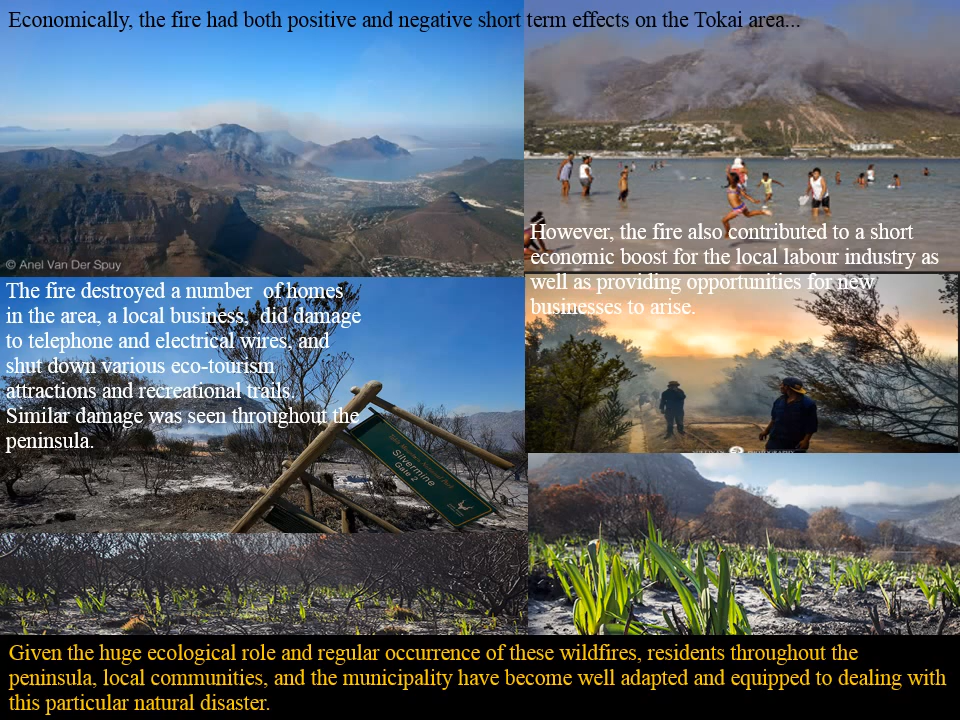 Economically, the fire had both positive and negative short term effects on the Tokai area...
© Anel Van Der Spuy
However, the fire also contributed to a short
economic boost for the local labour industry as
well as providing opportunities for new
businesses to arise.
The fire destroyed a number  of homes
in the area, a local business,  did damage
to telephone and electrical wires, and
shut down various eco-tourism
attractions and recreational trails.
Similar damage was seen throughout the
peninsula.
Silvermine
Gate 2
Given the huge ecological role and regular occurrence of these wildfires, residents throughout the
peninsula, local communities, and the municipality have become well adapted and equipped to dealing with
this particular natural disaster.